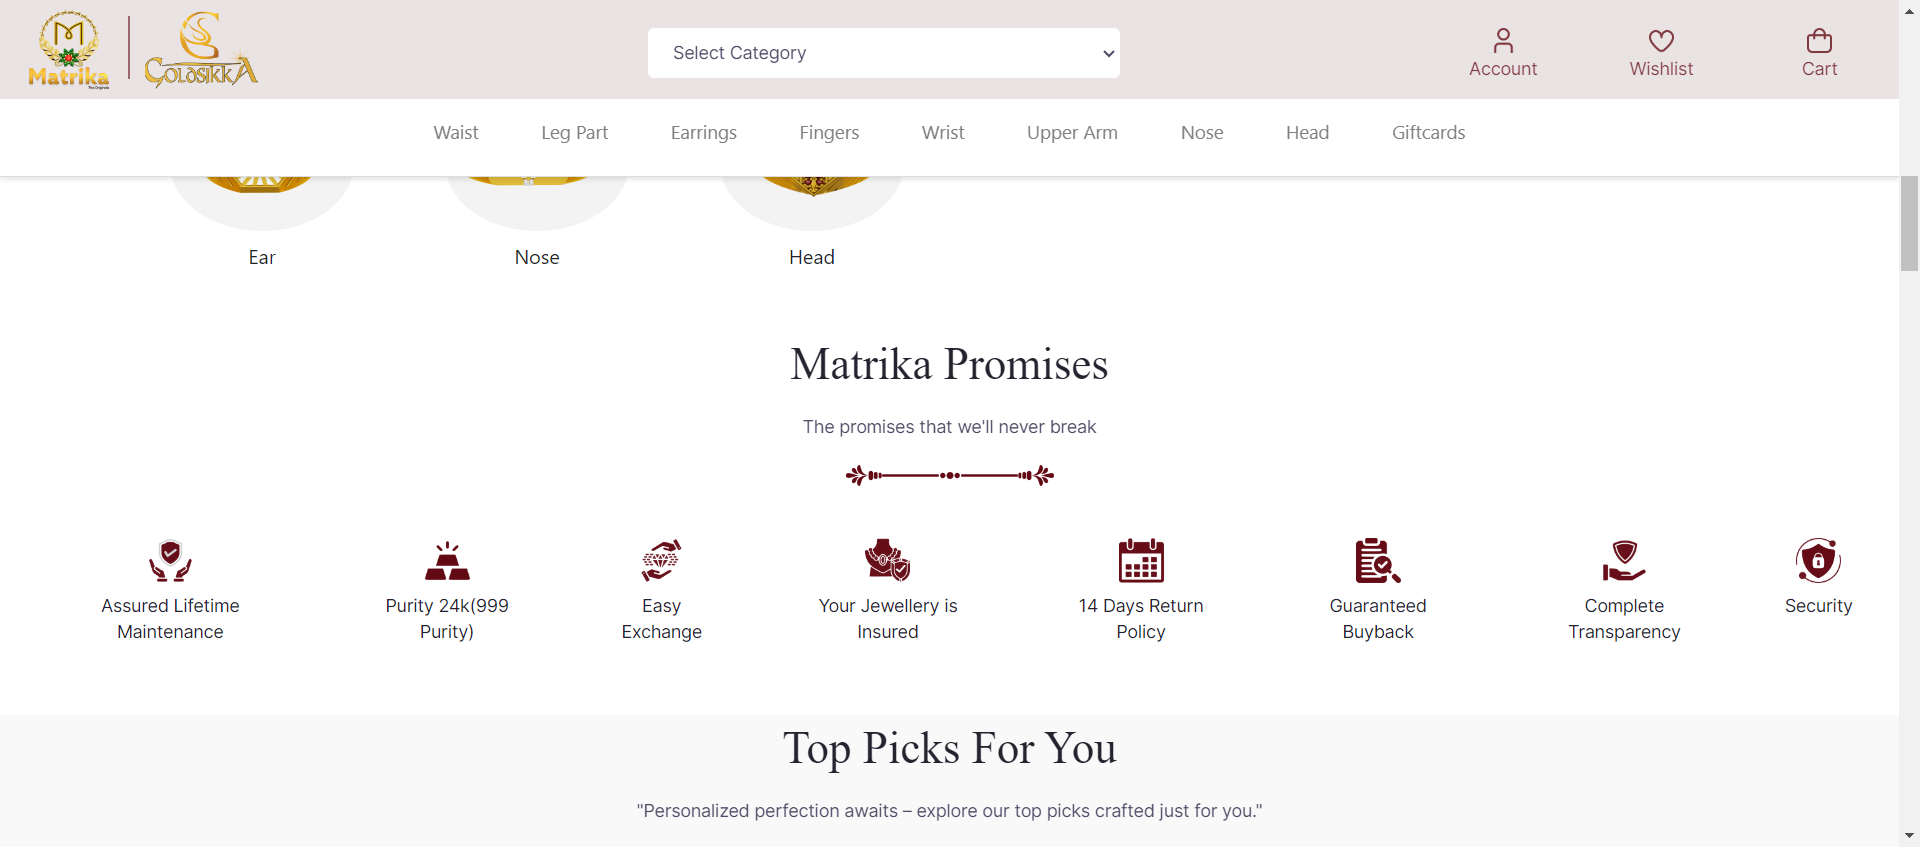 Matrika
GOLDSIKKA
Select Category
Account
Wishlist
Cart
Waist
Leg Part
Earrings
Fingers
Wrist
Upper Arm
Nose
Head
Giftcards
Ear
Nose
Head
Matrika Promises
The promises that we'll never break
Assured Lifetime
Maintenance
Purity 24k(999
Purity)
Easy
Exchange
Your Jewellery is
Insured
14 Days Return
Policy
Guaranteed
Buyback
Complete
Transparency
Security
Top Picks For You
"Personalized perfection awaits – explore our top picks crafted just for you."